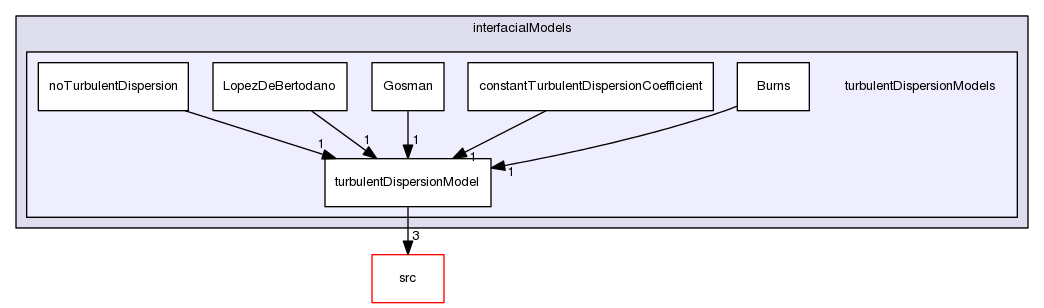 interfacialModels
noTurbulentDispersion
LopezDeBertodano
Gosman
constantTurbulentDispersionCoefficient
Burns
turbulentDispersionModels
1
1
1
1
1
turbulentDispersionModel
3
src